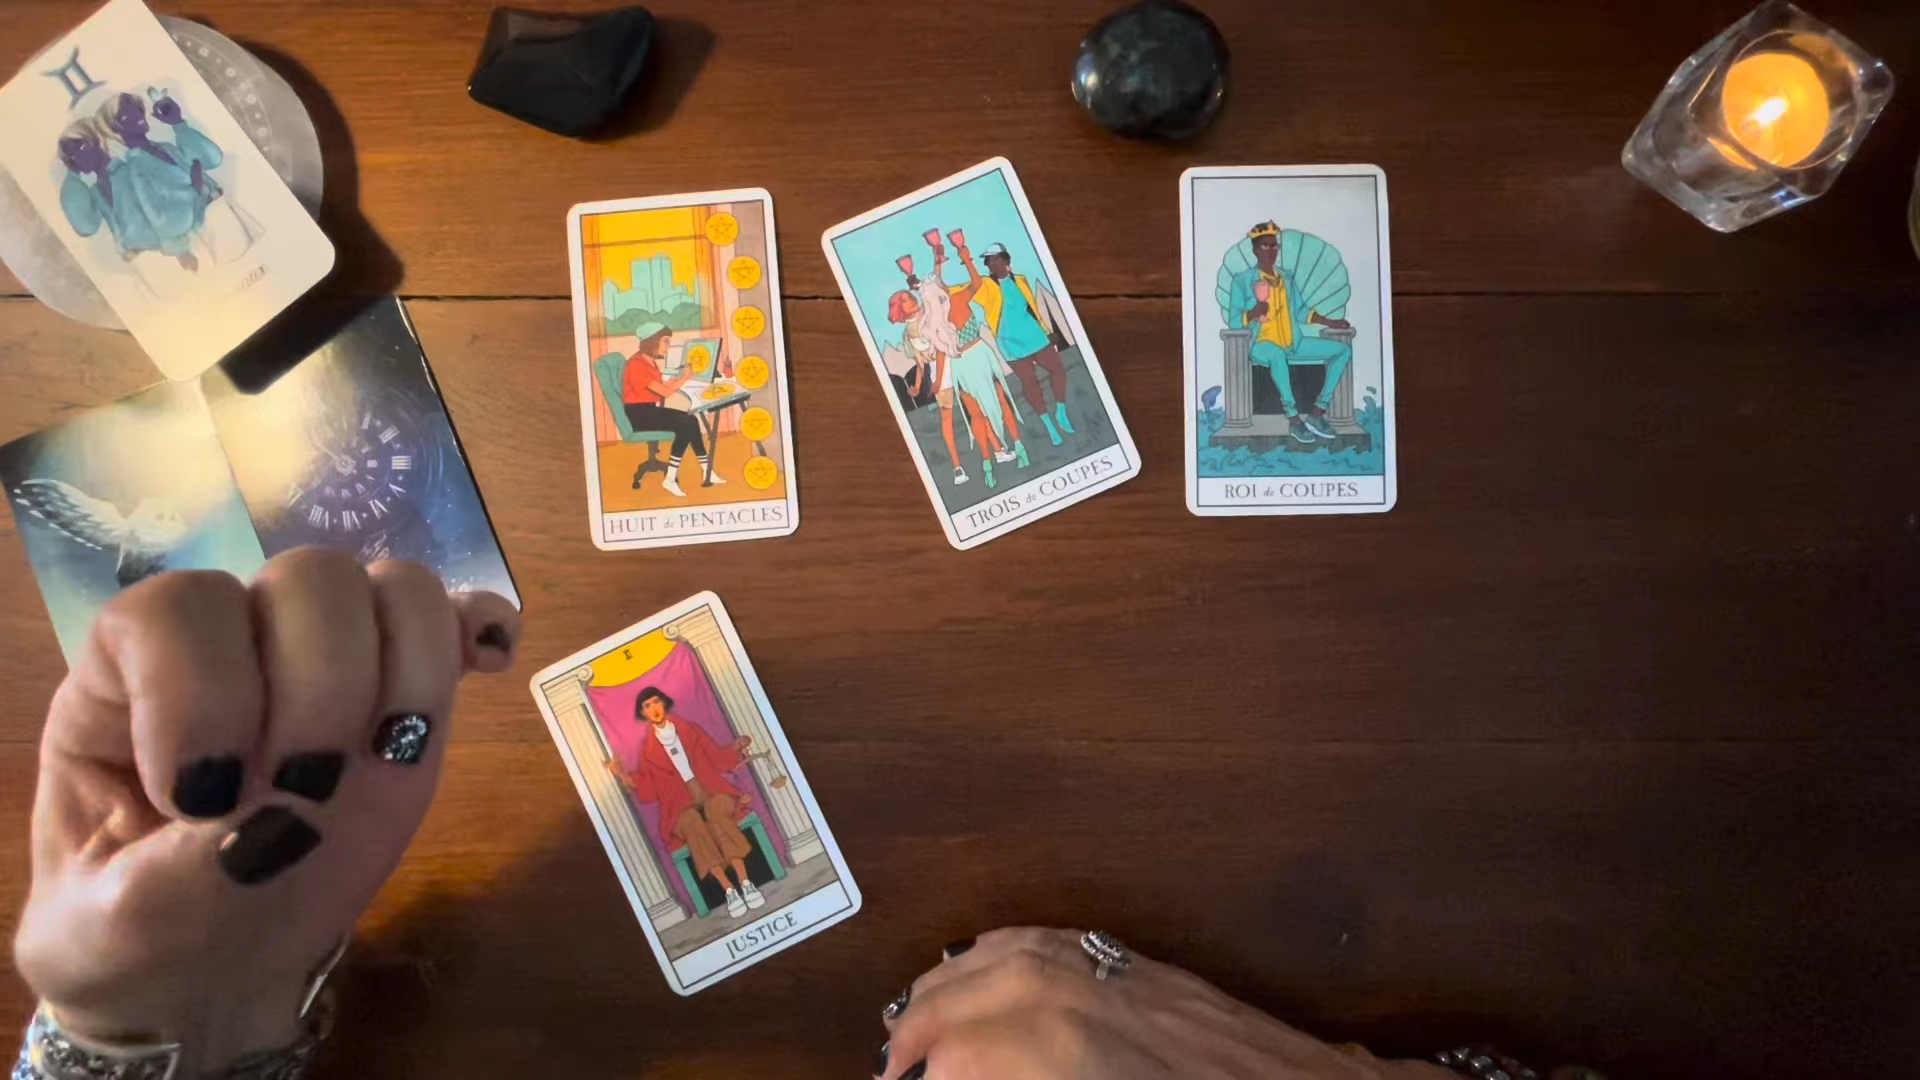 HUIT de PENTACLES
TROIS de COUPES
ROI de COUPES
JUSTICE